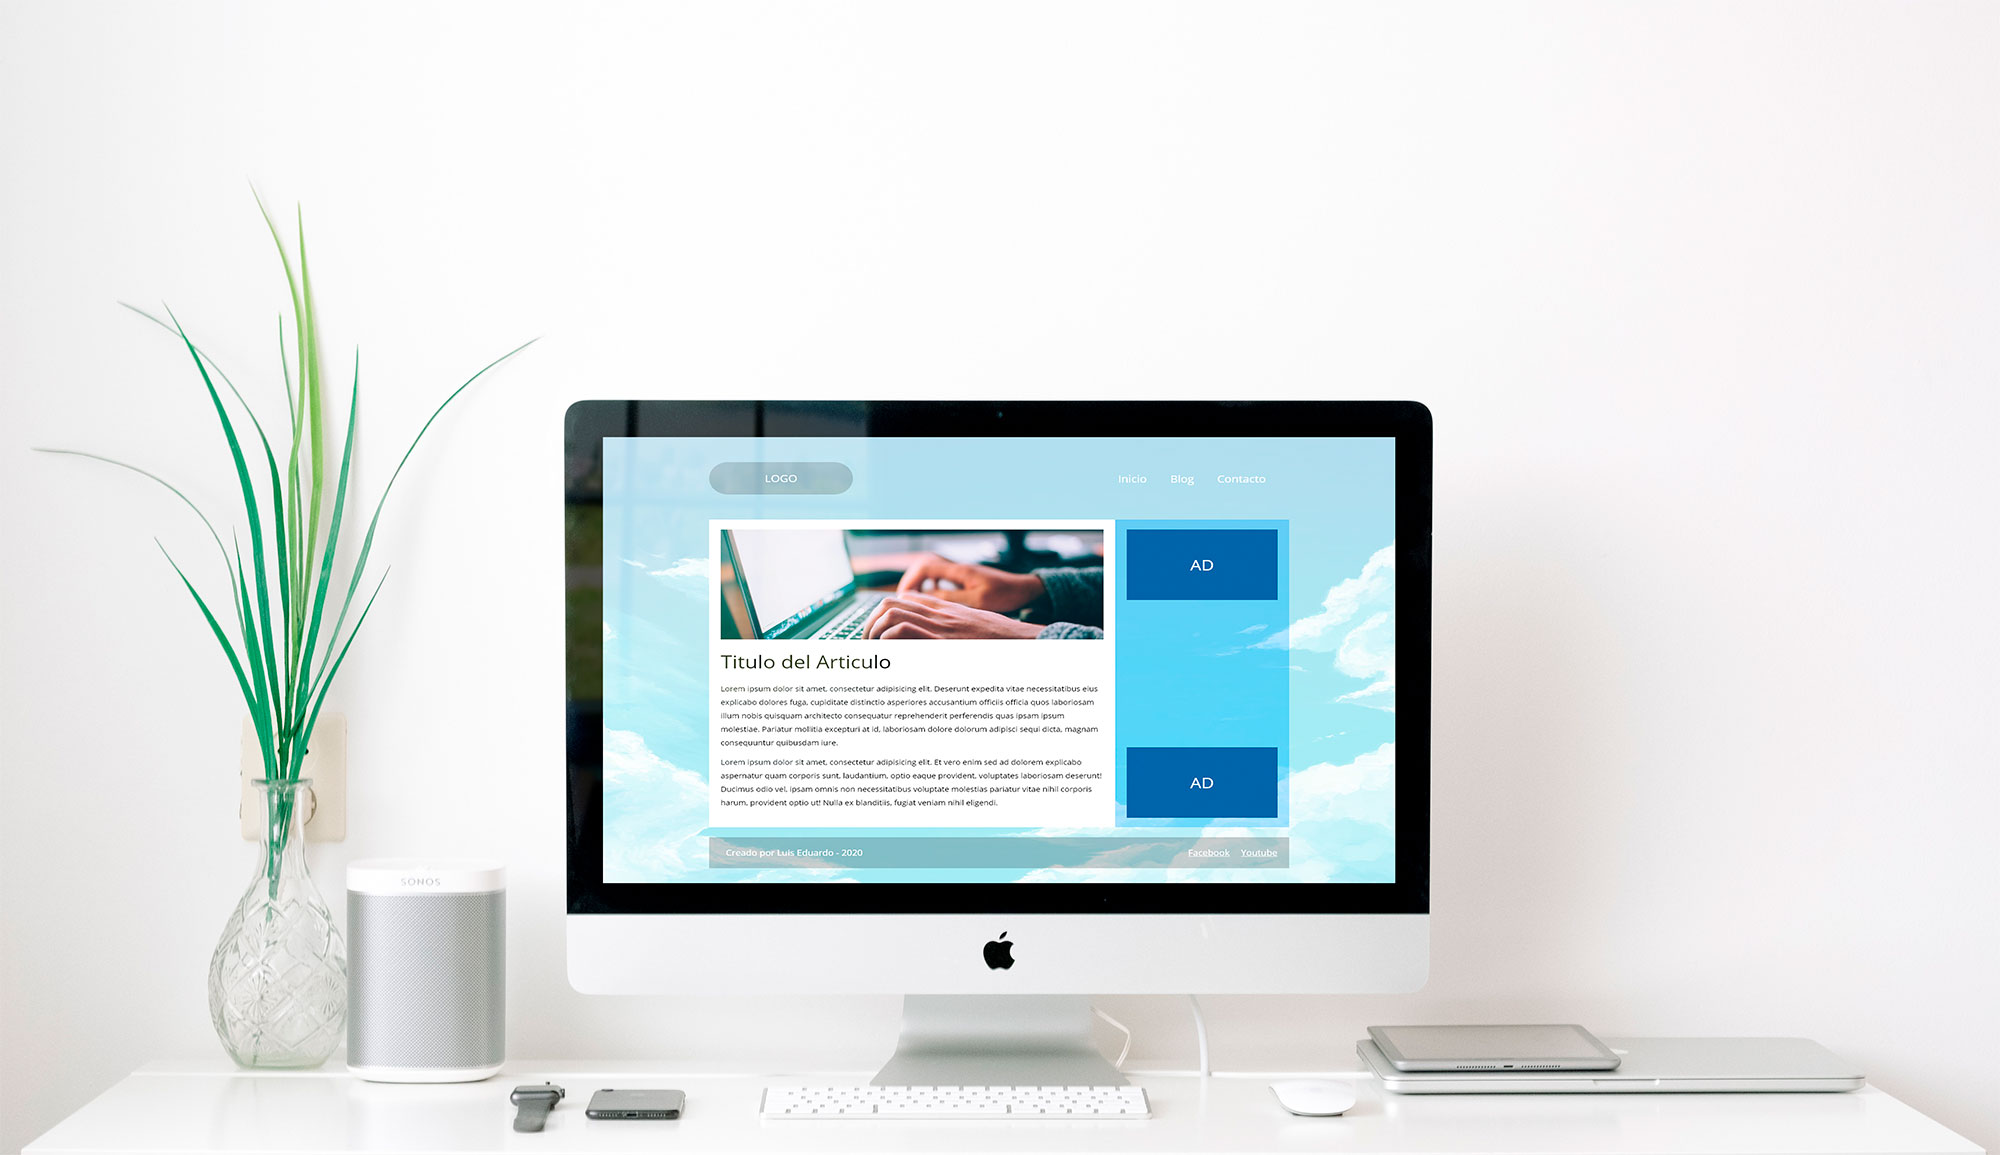 LOGO
Inicio Blog Contacto
AD
Titulo del Articulo
Lorem ipsum dolor sit amet, consectetur adipisicing elit. Deserunt expedita vitae necessitatibus eius
explicabo dolores fuga, cupiditate distinctio asperiores accusantium officiis officia quos laboriosam
illum nobis quisquam architecto consequatur reprehenderit perferendis quas ipsam ipsum
molestiae. Pariatur mollitia excepturi at id, laboriosam dolore dolorum adipisci sequi dicta, magnam
consequuntur quibusdam iure.
Lorem ipsum dolor sit amet, consectetur adipisicing elit. Et vero enim sed ad dolorem explicabo
aspernatur quam corporis sunt, laudantium, optio eaque provident, voluptates laboriosam deserunt!
Ducimus odio vel, ipsam omnis non necessitatibus voluptate molestias pariatur vitae nihil corporis
harum, provident optio ut! Nulla ex blanditiis, fugiat veniam nihil eligendi.
AD
Creado por Luis Eduardo - 2020
Facebook Youtube
SONOS